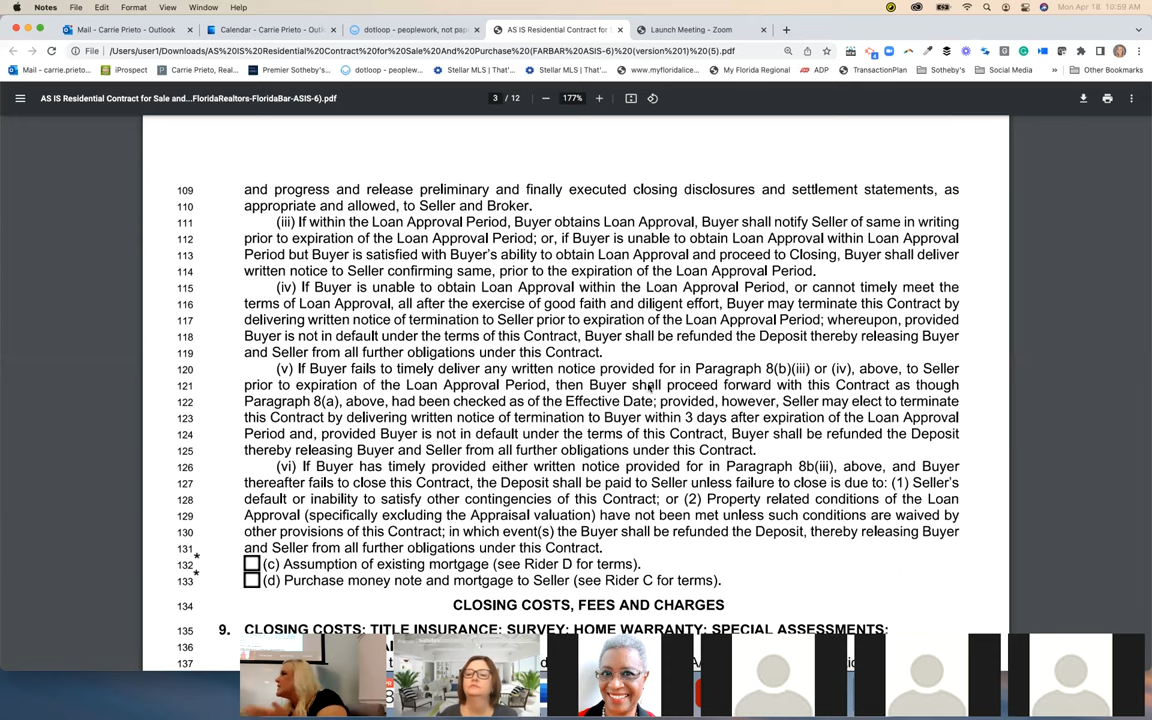 Notes File Edit Format View Window Help Mon Apr 18 10:59 AM
Mail - Carrie Prieto - Outlook Calendar - Carrie Prieto - Outlook dotloop - peoplework, not pap AS IS Residential Contract for Launch Meeting - Zoom
File /Users/user1/Downloads/AS%20IS%20Residential%20Contract%20for%20Sale%20And%20Purchase%20(FARBAR%20ASIS-6)%20(version%201)%20(5).pdf
Mail - carrie.prieto... iProspect Carrie Prieto, Real... Premier Sotheby's... dotloop - peoplew... Stellar MLS | That'... Stellar MLS | That'... www.myfloridalice... My Florida Regional ADP TransactionPlan Sotheby's Social Media Other Bookmarks
AS IS Residential Contract for Sale and...FloridaRealtors-FloridaBar-ASIS-6).pdf 3 / 12 177%
109 and progress and release preliminary and finally executed closing disclosures and settlement statements, as
110 appropriate and allowed, to Seller and Broker.
111 (iii) If within the Loan Approval Period, Buyer obtains Loan Approval, Buyer shall notify Seller of same in writing
112 prior to expiration of the Loan Approval Period; or, if Buyer is unable to obtain Loan Approval within Loan Approval
113 Period but Buyer is satisfied with Buyer's ability to obtain Loan Approval and proceed to Closing, Buyer shall deliver
114 written notice to Seller confirming same, prior to the expiration of the Loan Approval Period.
115 (iv) If Buyer is unable to obtain Loan Approval within the Loan Approval Period, or cannot timely meet the
116 terms of Loan Approval, all after the exercise of good faith and diligent effort, Buyer may terminate this Contract by
117 delivering written notice of termination to Seller prior to expiration of the Loan Approval Period; whereupon, provided
118 Buyer is not in default under the terms of this Contract, Buyer shall be refunded the Deposit thereby releasing Buyer
119 and Seller from all further obligations under this Contract.
120 (v) If Buyer fails to timely deliver any written notice provided for in Paragraph 8(b)(iii) or (iv), above, to Seller
121 prior to expiration of the Loan Approval Period, then Buyer shall proceed forward with this Contract as though
122 Paragraph 8(a), above, had been checked as of the Effective Date; provided, however, Seller may elect to terminate
123 this Contract by delivering written notice of termination to Buyer within 3 days after expiration of the Loan Approval
124 Period and, provided Buyer is not in default under the terms of this Contract, Buyer shall be refunded the Deposit
125 thereby releasing Buyer and Seller from all further obligations under this Contract.
126 (vi) If Buyer has timely provided either written notice provided for in Paragraph 8b(iii), above, and Buyer
127 thereafter fails to close this Contract, the Deposit shall be paid to Seller unless failure to close is due to: (1) Seller's
128 default or inability to satisfy other contingencies of this Contract; or (2) Property related conditions of the Loan
129 Approval (specifically excluding the Appraisal valuation) have not been met unless such conditions are waived by
130 other provisions of this Contract; in which event(s) the Buyer shall be refunded the Deposit, thereby releasing Buyer
131 and Seller from all further obligations under this Contract.
132* (c) Assumption of existing mortgage (see Rider D for terms).
133* (d) Purchase money note and mortgage to Seller (see Rider C for terms).
134 CLOSING COSTS, FEES AND CHARGES
135 9. CLOSING COSTS; TITLE INSURANCE; SURVEY; HOME WARRANTY; SPECIAL ASSESSMENTS:
136
137